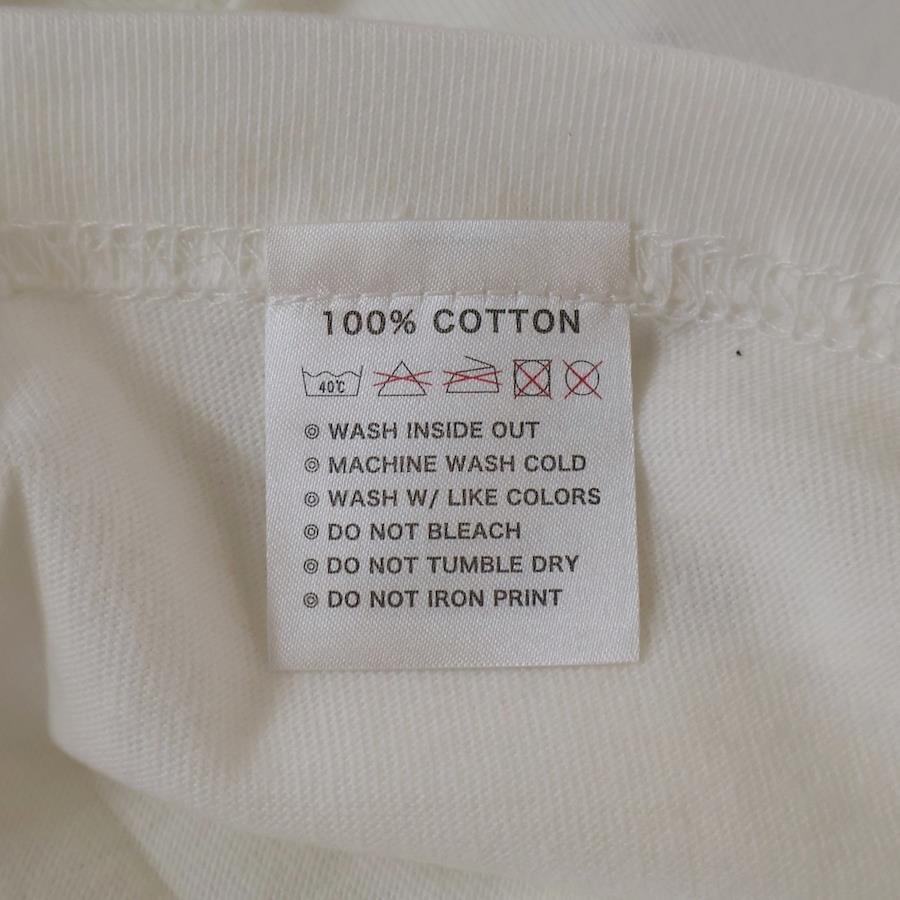 100% COTTON
40℃
◎ WASH INSIDE OUT
◎ MACHINE WASH COLD
◎ WASH W/ LIKE COLORS
◎ DO NOT BLEACH
◎ DO NOT TUMBLE DRY
◎ DO NOT IRON PRINT